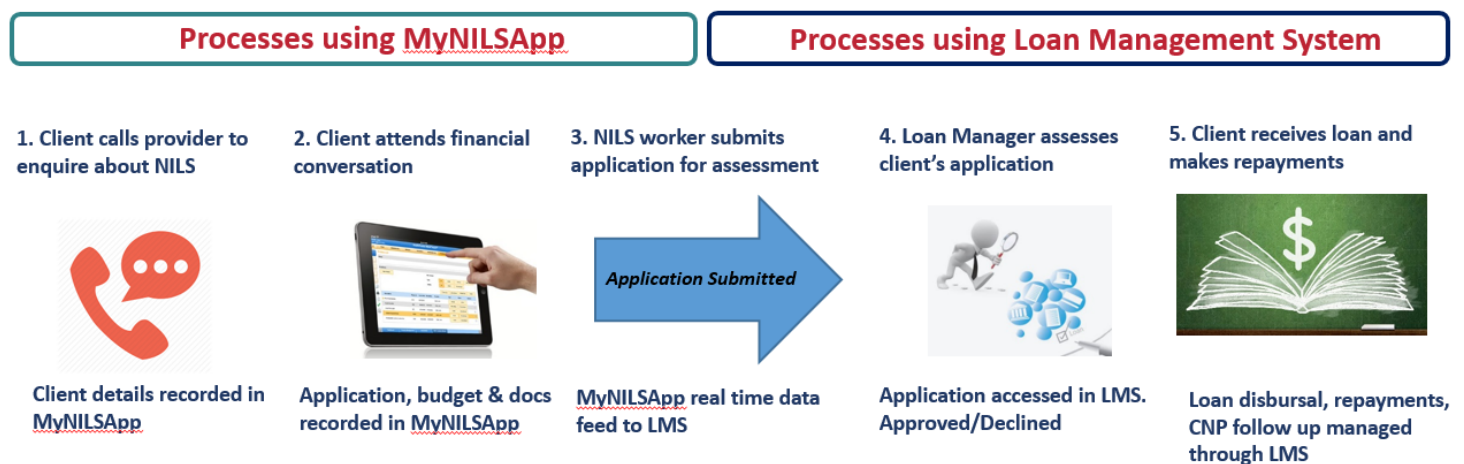 Processes using MyNILSApp
Processes using Loan Management System
1. Client calls provider to
enquire about NILS
2. Client attends financial
conversation
3. NILS worker submits
application for assessment
4. Loan Manager assesses
client's application
5. Client receives loan and
makes repayments
Application Submitted
$
Client details recorded in
MyNILSApp
Application, budget & docs
recorded in MyNILSApp
MyNILSApp real time data
feed to LMS
Application accessed in LMS.
Approved/Declined
Loan disbursal, repayments,
CNP follow up managed
through LMS